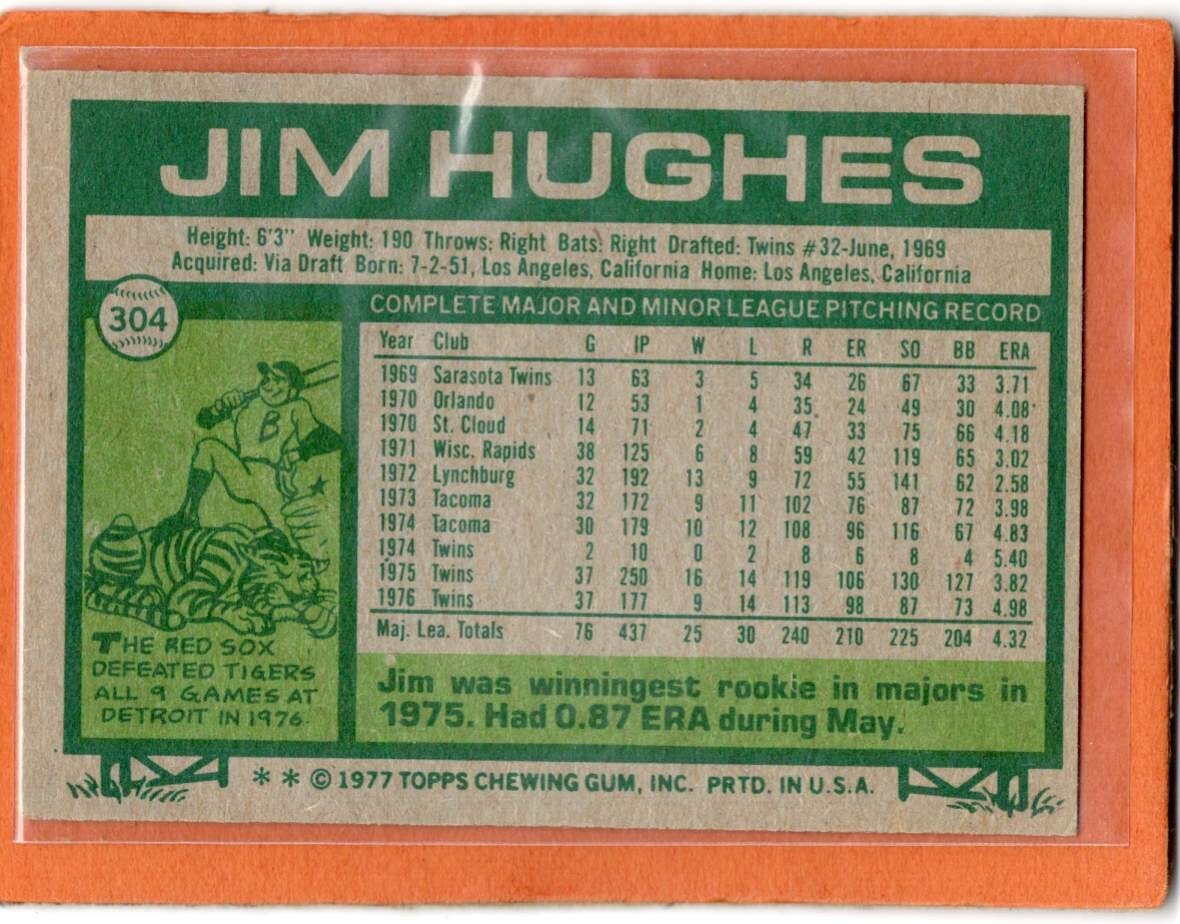 JIM HUGHES
Height: 6'3" Weight: 190 Throws: Right Bats: Right Drafted: Twins #32-June, 1969
Acquired: Via Draft Born: 7-2-51, Los Angeles, California Home: Los Angeles, California
304
COMPLETE MAJOR AND MINOR LEAGUE PITCHING RECORD
Year Club G IP W L R ER SO BB ERA
1969 Sarasota Twins 13 63 3 5 34 26 67 33 3.71
1970 Orlando 12 53 1 4 35 24 49 30 4.08
1970 St. Cloud 14 71 2 4 47 33 75 66 4.18
1971 Wisc. Rapids 38 125 6 8 59 42 119 65 3.02
1972 Lynchburg 32 192 13 9 72 55 141 62 2.58
1973 Tacoma 32 172 9 11 102 76 87 72 3.98
1974 Tacoma 30 179 10 12 108 96 116 67 4.83
1974 Twins 2 10 0 2 8 6 8 4 5.40
1975 Twins 37 250 16 14 119 106 130 127 3.82
1976 Twins 37 177 9 14 113 98 87 73 4.98
Maj. Lea. Totals 76 437 25 30 240 210 225 204 4.32
B
THE RED SOX
DEFEATED TIGERS
ALL 9 GAMES AT
DETROIT IN 1976.
Jim was winningest rookie in majors in
1975. Had 0.87 ERA during May.
* * © 1977 TOPPS CHEWING GUM, INC. PRTD. IN U.S.A.